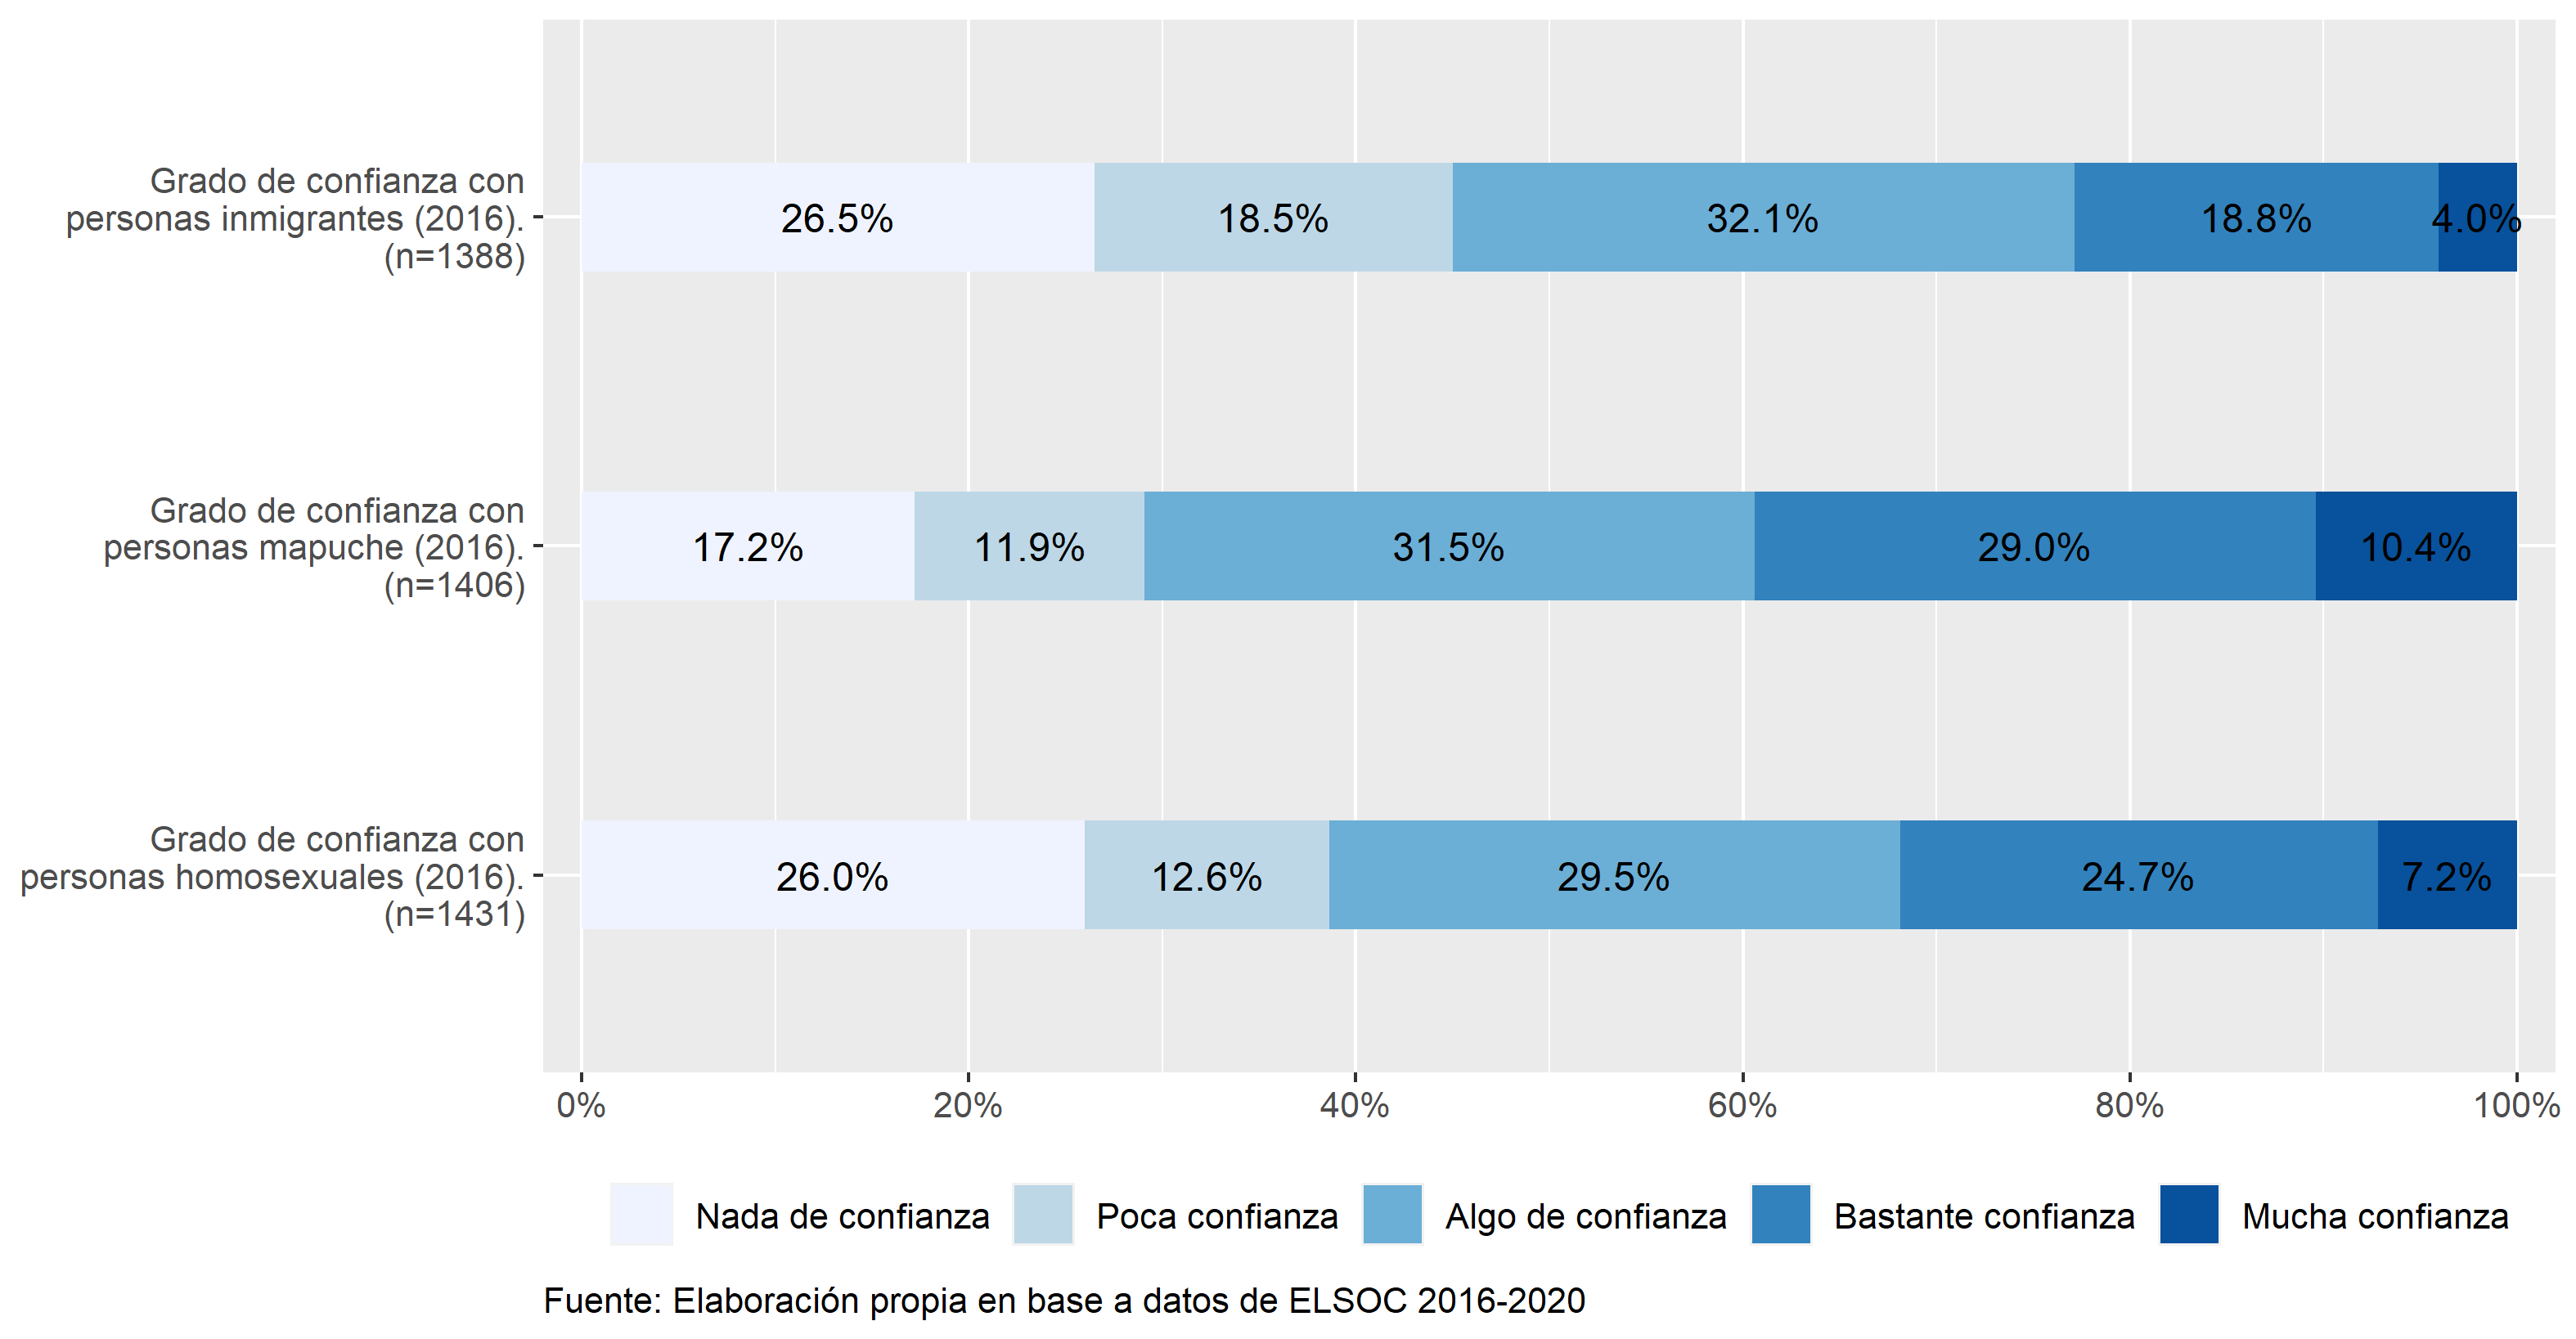 Grado de confianza con
personas inmigrantes (2016).
(n=1388)
26.5% 18.5% 32.1% 18.8% 4.0%
Grado de confianza con
personas mapuche (2016).
(n=1406)
17.2% 11.9% 31.5% 29.0% 10.4%
Grado de confianza con
personas homosexuales (2016).
(n=1431)
26.0% 12.6% 29.5% 24.7% 7.2%
0% 20% 40% 60% 80% 100%
Nada de confianza Poca confianza Algo de confianza Bastante confianza Mucha confianza
Fuente: Elaboración propia en base a datos de ELSOC 2016-2020